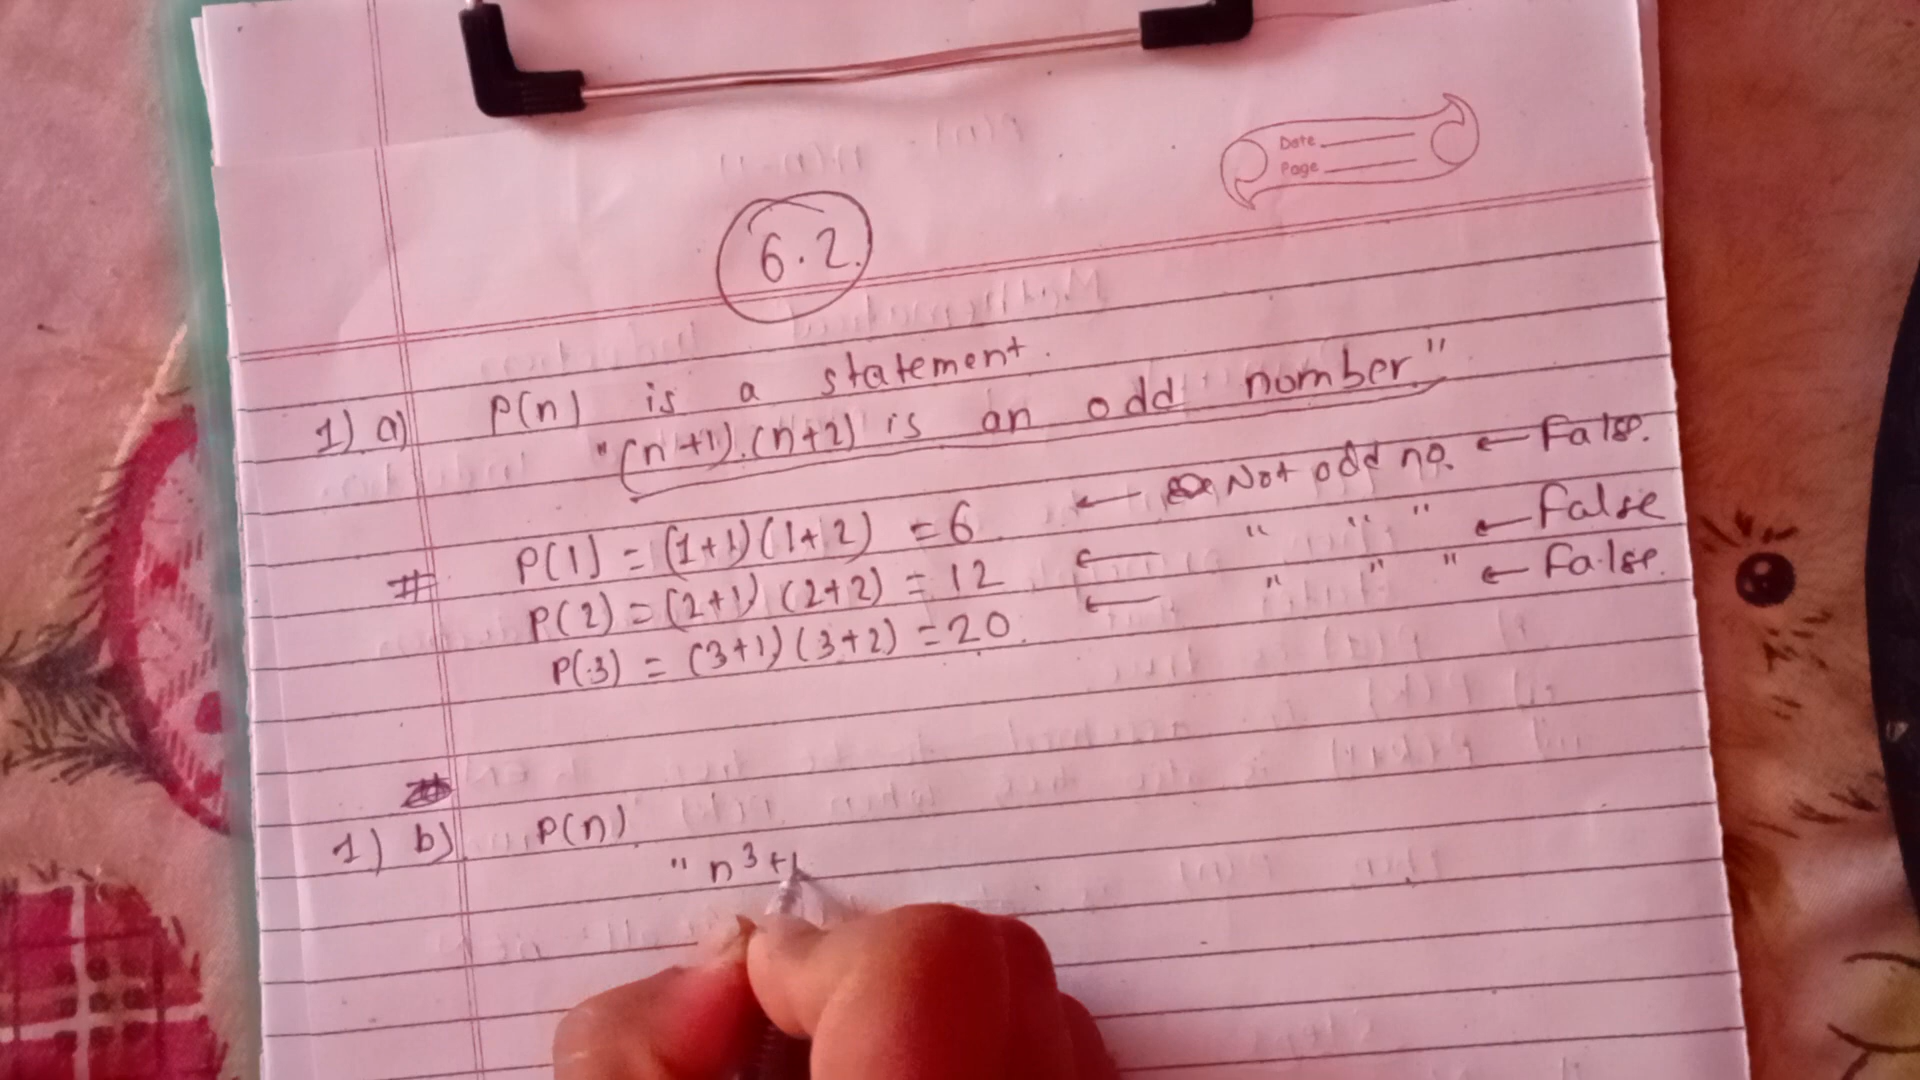 Date
Page
6.2.
1) a) P(n) is a statement.
"(n+1).(n+2) is an odd nomber"
# P(1) = (1+1)(1+2) = 6 ← Not odd no. ← False.
P(2) = (2+1)(2+2) = 12 ← " " " ← False
P(3) = (3+1)(3+2) = 20. ← " " " ← False.
1) b) P(n)
" n³+1